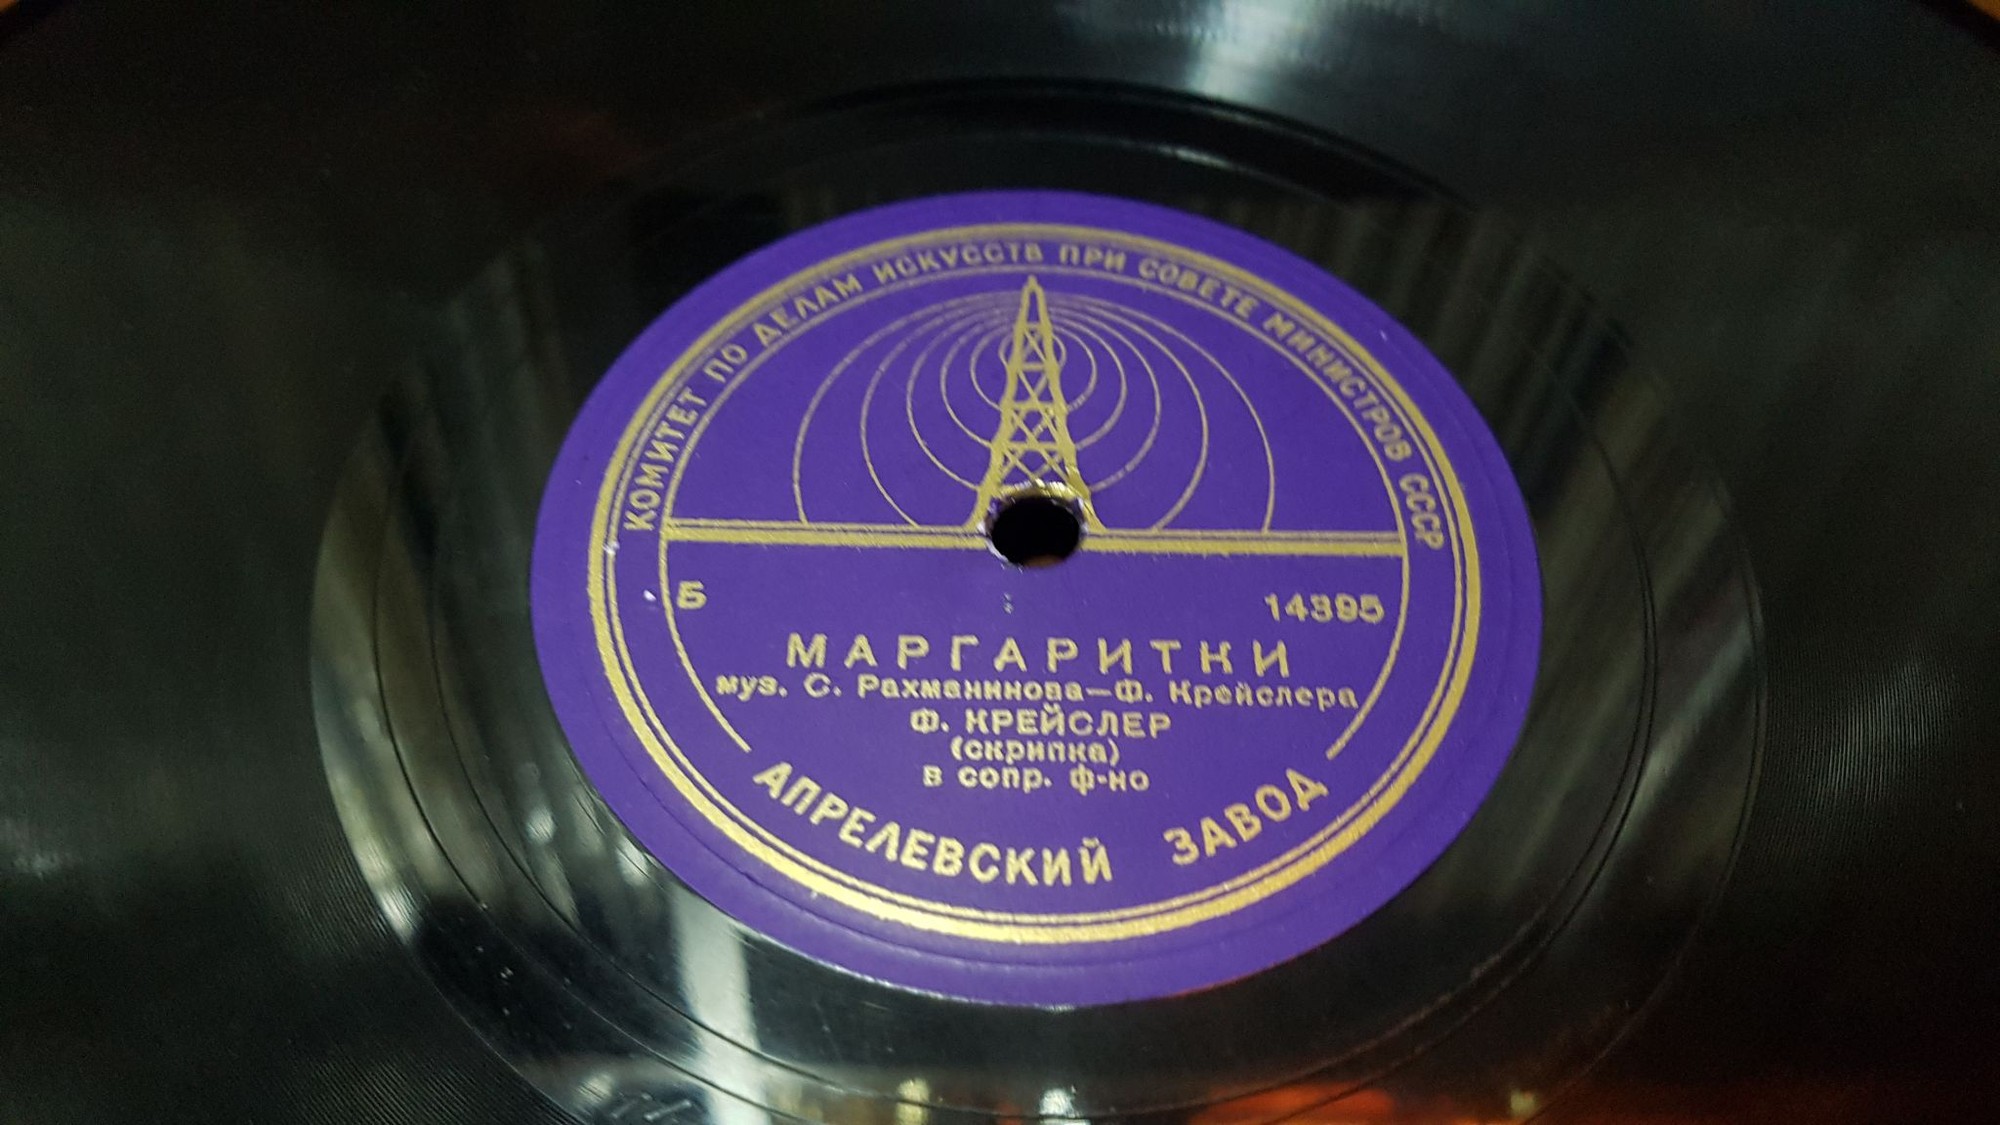 КОМИТЕТ ПО ДЕЛАМ ИСКУССТВ ПРИ СОВЕТЕ МИНИСТРОВ СССР
Б 14395
МАРГАРИТКИ
муз. С. Рахманинова—Ф. Крейслера
Ф. КРЕЙСЛЕР
(скрипка)
в сопр. ф-но
АПРЕЛЕВСКИЙ ЗАВОД